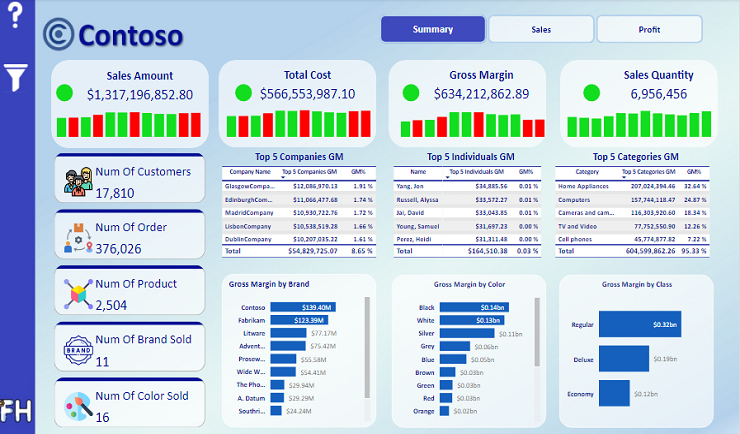 ?
Contoso
Summary
Sales
Profit
Sales Amount
$1,317,196,852.80
Total Cost
$566,553,987.10
Gross Margin
$634,212,862.89
Sales Quantity
6,956,456
Num Of Customers
17,810
Num Of Order
376,026
Num Of Product
2,504
BRAND
Num Of Brand Sold
11
Num Of Color Sold
16
FH
Top 5 Companies GM
Company Name Top 5 Companies GM GM%
GlasgowCompa... $12,086,970.13 1.91 %
EdinburghCom... $11,066,477.68 1.74 %
MadridCompany $10,930,722.76 1.72 %
LisbonCompany $10,538,519.28 1.66 %
DublinCompany $10,207,035.22 1.61 %
Total $54,829,725.07 8.65 %
Top 5 Individuals GM
Name Top 5 Individuals GM GM%
Yang, Jon $34,885.56 0.01 %
Russell, Alyssa $33,572.27 0.01 %
Jai, David $33,043.85 0.01 %
Young, Samuel $31,697.23 0.00 %
Perez, Heidi $31,311.48 0.00 %
Total $164,510.38 0.03 %
Top 5 Categories GM
Category Top 5 Categories GM GM%
Home Appliances 207,024,394.46 32.64 %
Computers 157,744,118.47 24.87 %
Cameras and cam... 116,303,920.60 18.34 %
TV and Video 77,752,550.90 12.26 %
Cell phones 45,774,877.82 7.22 %
Total 604,599,862.26 95.33 %
Gross Margin by Brand
Contoso $139.40M
Fabrikam $123.39M
Litware $77.17M
Advent... $75.42M
Prosew... $55.58M
Wide W... $54.41M
The Pho... $29.94M
A. Datum $29.29M
Southri... $24.24M
Gross Margin by Color
Black $0.14bn
White $0.13bn
Silver $0.11bn
Grey $0.06bn
Blue $0.05bn
Brown $0.03bn
Green $0.03bn
Red $0.03bn
Orange $0.02bn
Gross Margin by Class
Regular $0.32bn
Deluxe $0.19bn
Economy $0.12bn